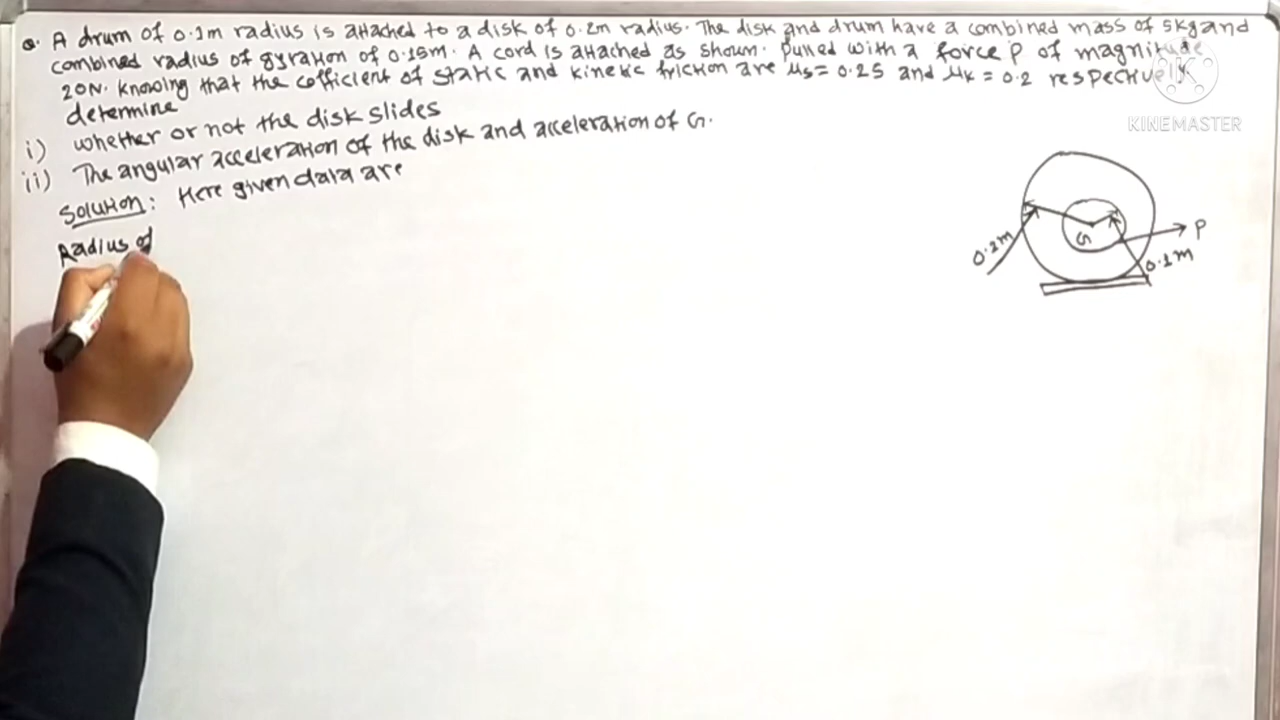 Q. A drum of 0.1m radius is attached to a disk of 0.2m radius. The disk and drum have a combined mass of 5kg and
combined radius of gyration of 0.15m. A cord is attached as shown. Pulled with a force P of magnitude
20N. Knowing that the cofficient of static and kinetic friction are μs = 0.25 and μk = 0.2 respectively
determine
i) whether or not the disk slides
ii) The angular acceleration of the disk and acceleration of G.
Solution: Here given data are
Radius of
K
KINEMASTER
0.2m
G
P
0.1m